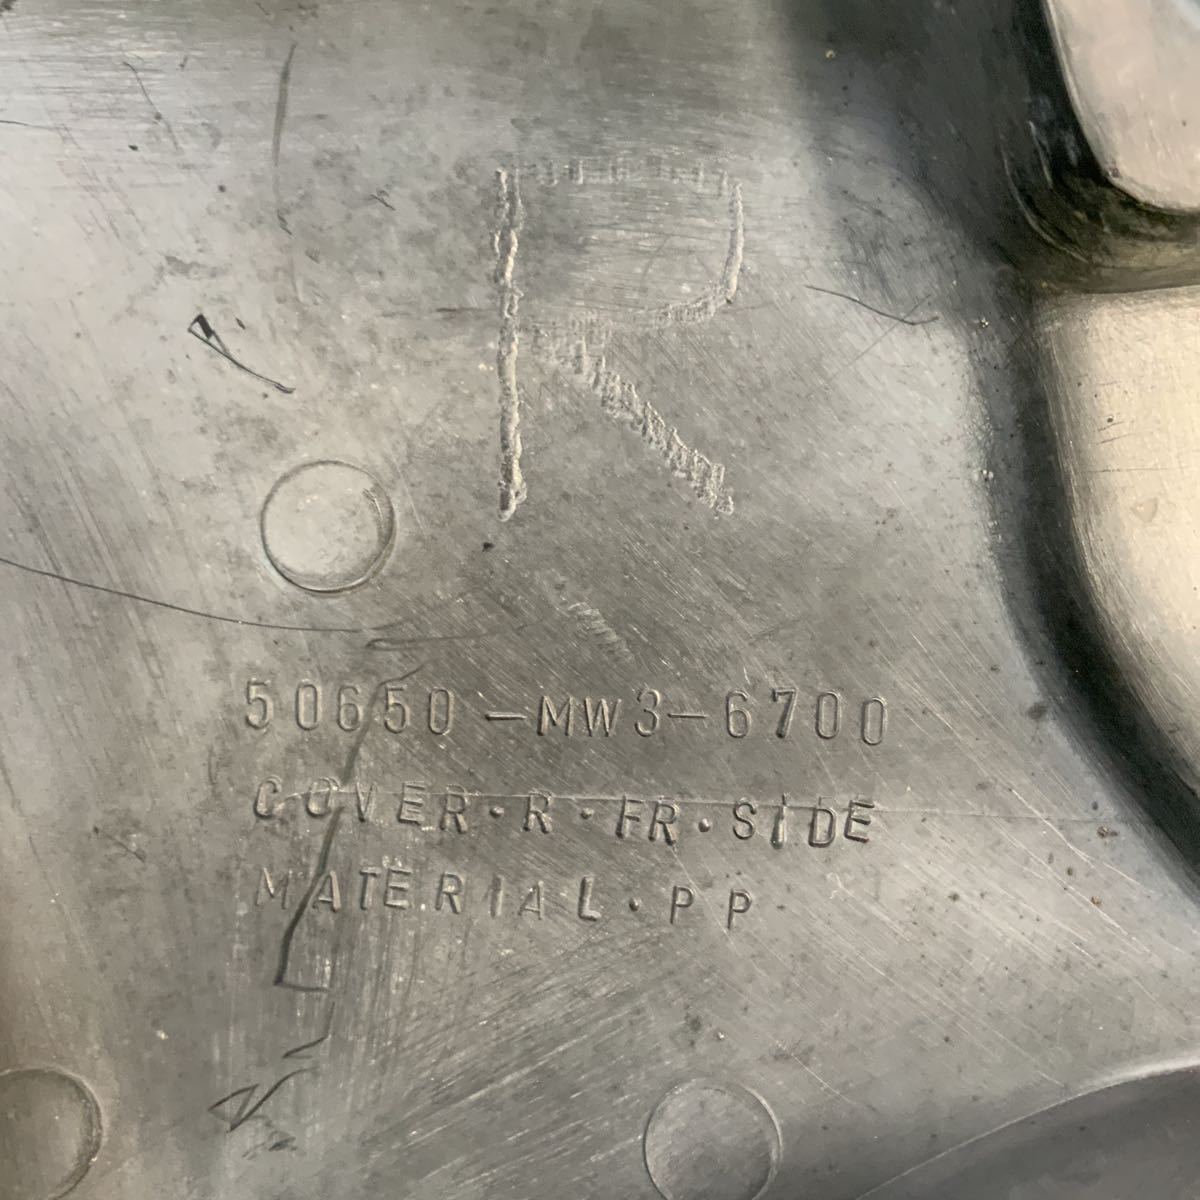 R
50650-MW3-6700
COVER·R·FR·SIDE
MATERIAL·PP